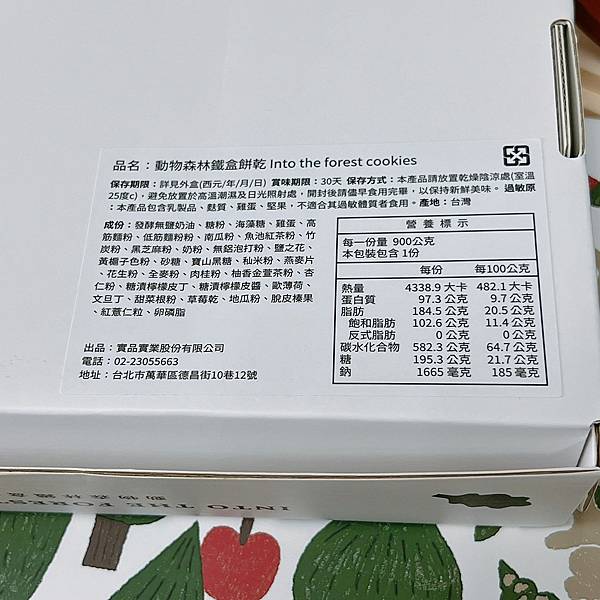 品名：動物森林鐵盒餅乾 Into the forest cookies
保存期限：詳見外盒(西元/年/月/日) 賞味期限：30天 保存方式：本產品請放置乾燥陰涼處(室溫
25度c)，避免放置於高溫潮濕及日光照射處，開封後請儘早食用完畢，以保持新鮮美味。 過敏原
：本產品包含乳製品、麩質、雞蛋、堅果，不適合其過敏體質者食用。產地：台灣
成份：發酵無鹽奶油、糖粉、海藻糖、雞蛋、高
筋麵粉、低筋麵粉粉、南瓜粉、魚池紅茶粉、竹
炭粉、黑芝麻粉、奶粉、無鋁泡打粉、鹽之花、
黃槴子色粉、砂糖、寶山黑糖、秈米粉、燕麥片
、花生粉、全麥粉、肉桂粉、柚香金萱茶粉、杏
仁粉、糖漬檸檬皮丁、糖漬檸檬皮醬、歐薄荷、
文旦丁、甜菜根粉、草莓乾、地瓜粉、脫皮榛果
、紅薏仁粒、卵磷脂
出品：實品實業股份有限公司
電話：02-23055663
地址：台北市萬華區德昌街10巷12號
營養標示
每一份量 900公克
本包裝包含 1份
每份 每100公克
熱量 4338.9 大卡 482.1 大卡
蛋白質 97.3 公克 9.7 公克
脂肪 184.5 公克 20.5 公克
飽和脂肪 102.6 公克 11.4 公克
反式脂肪 0 公克 0 公克
碳水化合物 582.3 公克 64.7 公克
糖 195.3 公克 21.7 公克
鈉 1665 毫克 185 毫克
INTO THE FOREST
動物森林鐵盒